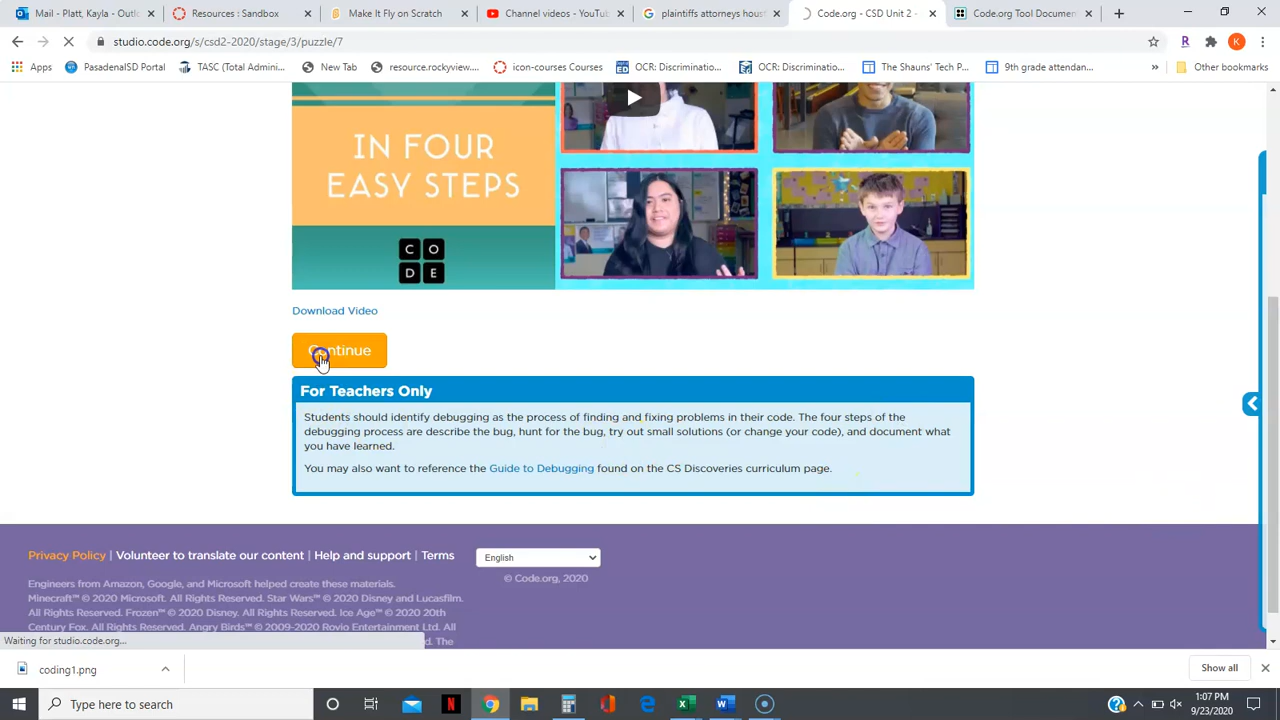 Mail - Platt, Kayla - Outlo
Resources : Sandbox
Make It Fly on Scratch
Channel videos - YouTu
plaintiffs attorneys houst
Code.org - CSD Unit 2 -
Code.org Tool Documen
studio.code.org/s/csd2-2020/stage/3/puzzle/7
K
Apps
PasadenaISD Portal
TASC (Total Admini...
New Tab
resource.rockyview...
icon-courses Courses
OCR: Discriminatio...
OCR: Discriminatio...
The Shauns' Tech P...
9th grade attendan...
»
Other bookmarks
IN FOUR
EASY STEPS
C O
D E
Download Video
Continue
For Teachers Only
Students should identify debugging as the process of finding and fixing problems in their code. The four steps of the
debugging process are describe the bug, hunt for the bug, try out small solutions (or change your code), and document what
you have learned.
You may also want to reference the Guide to Debugging found on the CS Discoveries curriculum page.
Privacy Policy | Volunteer to translate our content | Help and support | Terms
English
© Code.org, 2020
Engineers from Amazon, Google, and Microsoft helped create these materials.
Minecraft™ © 2020 Microsoft. All Rights Reserved. Star Wars™ © 2020 Disney and Lucasfilm.
All Rights Reserved. Frozen™ © 2020 Disney. All Rights Reserved. Ice Age™ © 2020 20th
Century Fox. All Rights Reserved. Angry Birds™ © 2009-2020 Rovio Entertainment Ltd. All
d. The
Waiting for studio.code.org...
coding1.png
Show all
Type here to search
1:07 PM
9/23/2020